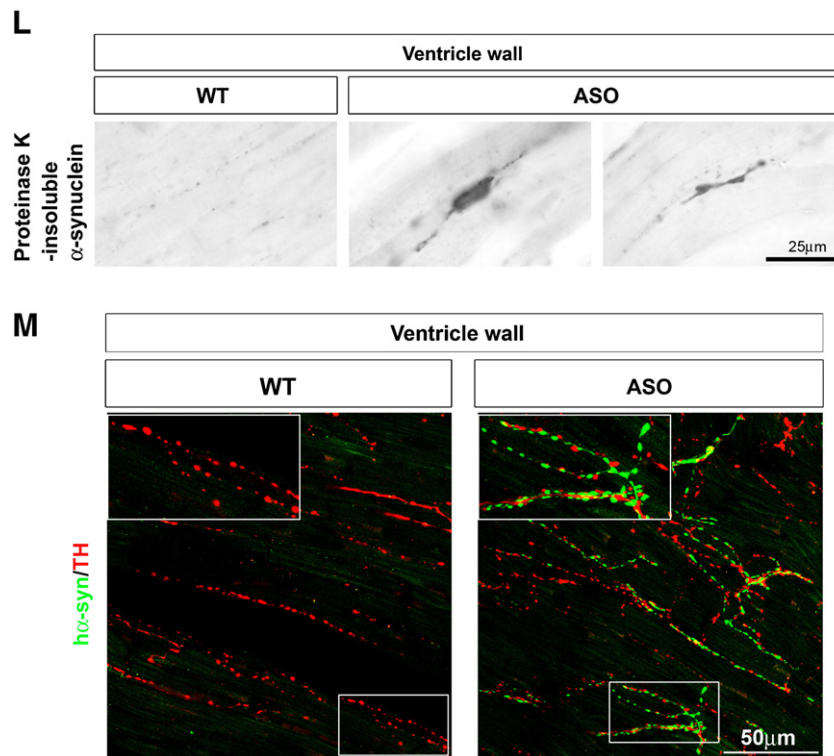 L
Ventricle wall
WT
ASO
Proteinase K
-insoluble
α-synuclein
25μm
M
Ventricle wall
WT
ASO
hα-syn/TH
50μm